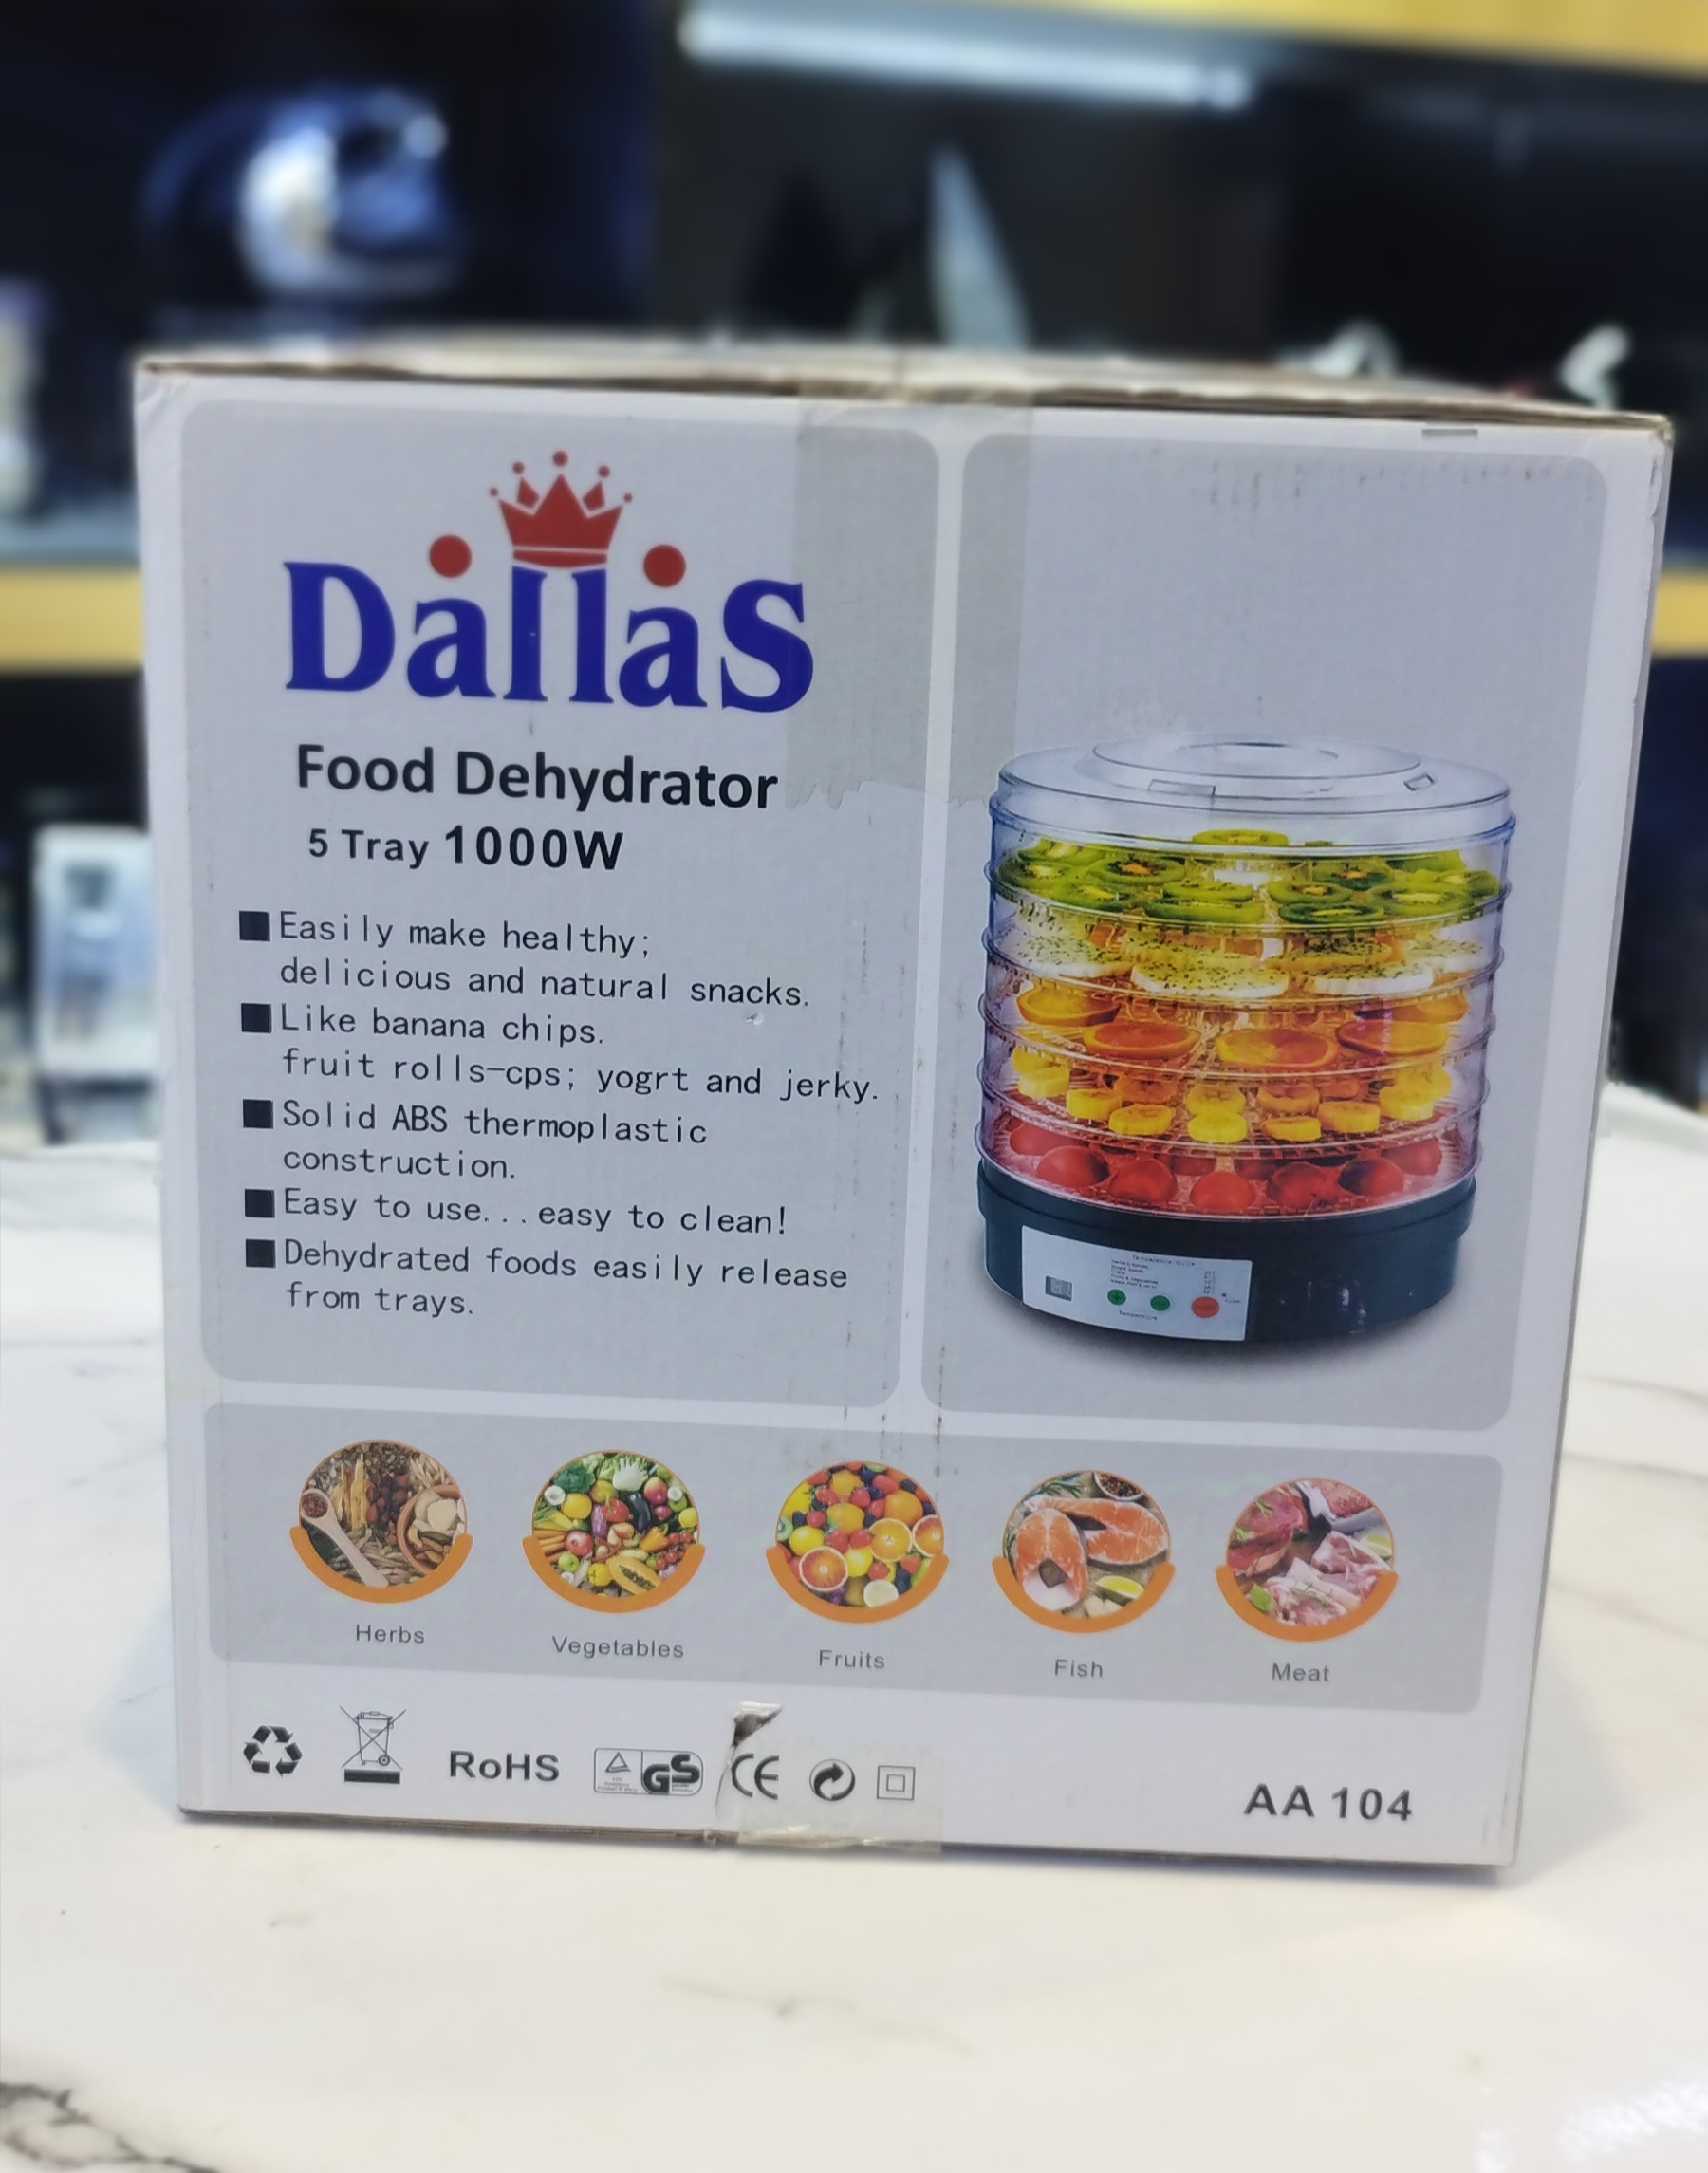 Dallas
Food Dehydrator
5 Tray 1000W
Easily make healthy;
delicious and natural snacks.
Like banana chips.
fruit rolls-cps; yogrt and jerky.
Solid ABS thermoplastic
construction.
Easy to use...easy to clean!
Dehydrated foods easily release
from trays.
Temperature
Herbs
Vegetables
Fruits
Fish
Meat
RoHS
GS
CE
AA 104